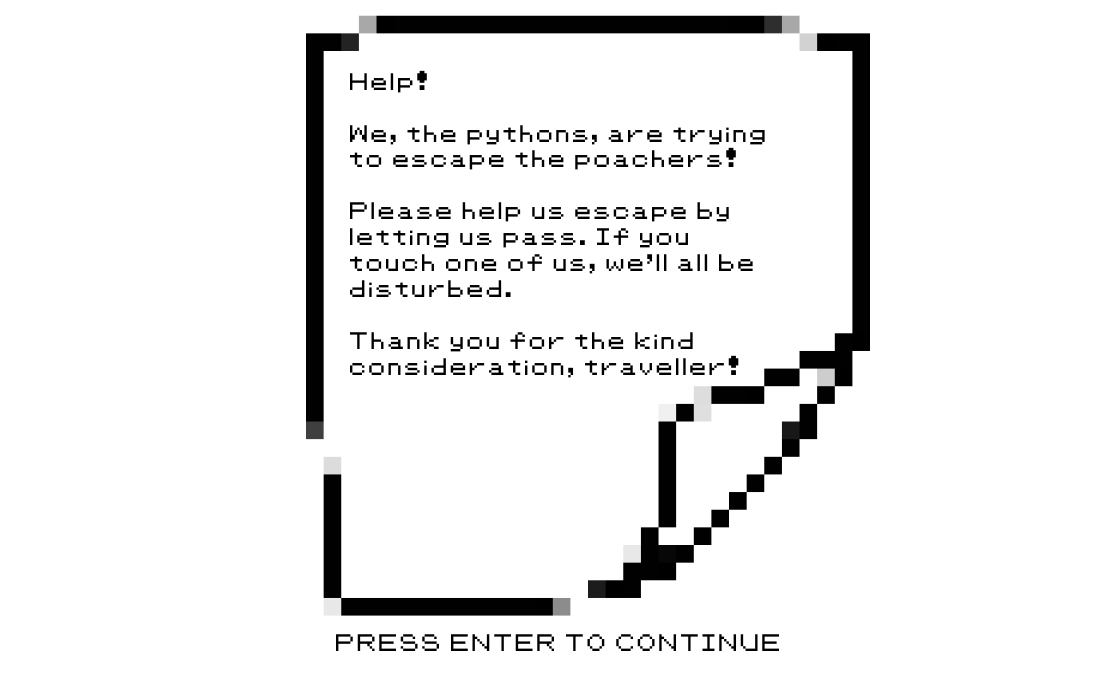 Help!
We, the pythons, are trying
to escape the poachers!
Please help us escape by
letting us pass. If you
touch one of us, we'll all be
disturbed.
Thank you for the kind
consideration, traveller!
PRESS ENTER TO CONTINUE